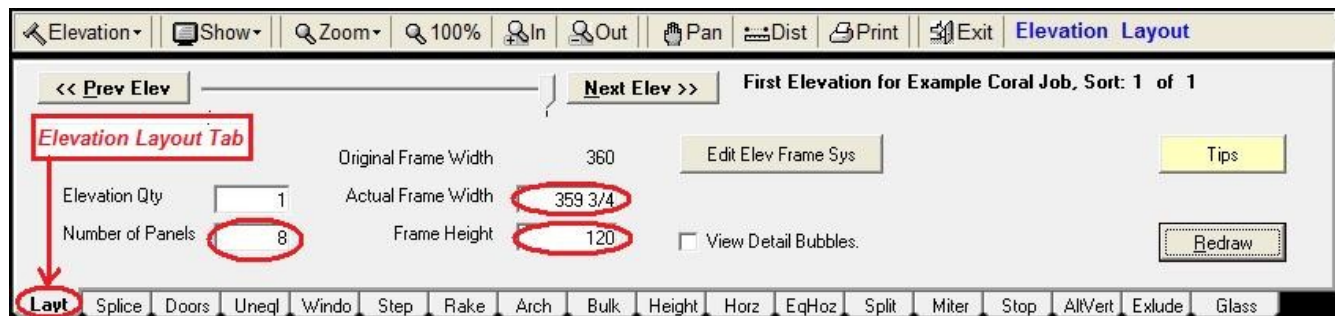 Elevation Show Zoom 100% In Out Pan Dist Print Exit Elevation Layout
<< Prev Elev Next Elev >> First Elevation for Example Coral Job, Sort: 1 of 1
Elevation Layout Tab
Original Frame Width 360 Edit Elev Frame Sys Tips
Elevation Qty 1 Actual Frame Width 359 3/4
Number of Panels 8 Frame Height 120 View Detail Bubbles. Redraw
Layt Splice Doors Uneql Windo Step Rake Arch Bulk Height Horz EqHoz Split Miter Stop AltVert Exlude Glass